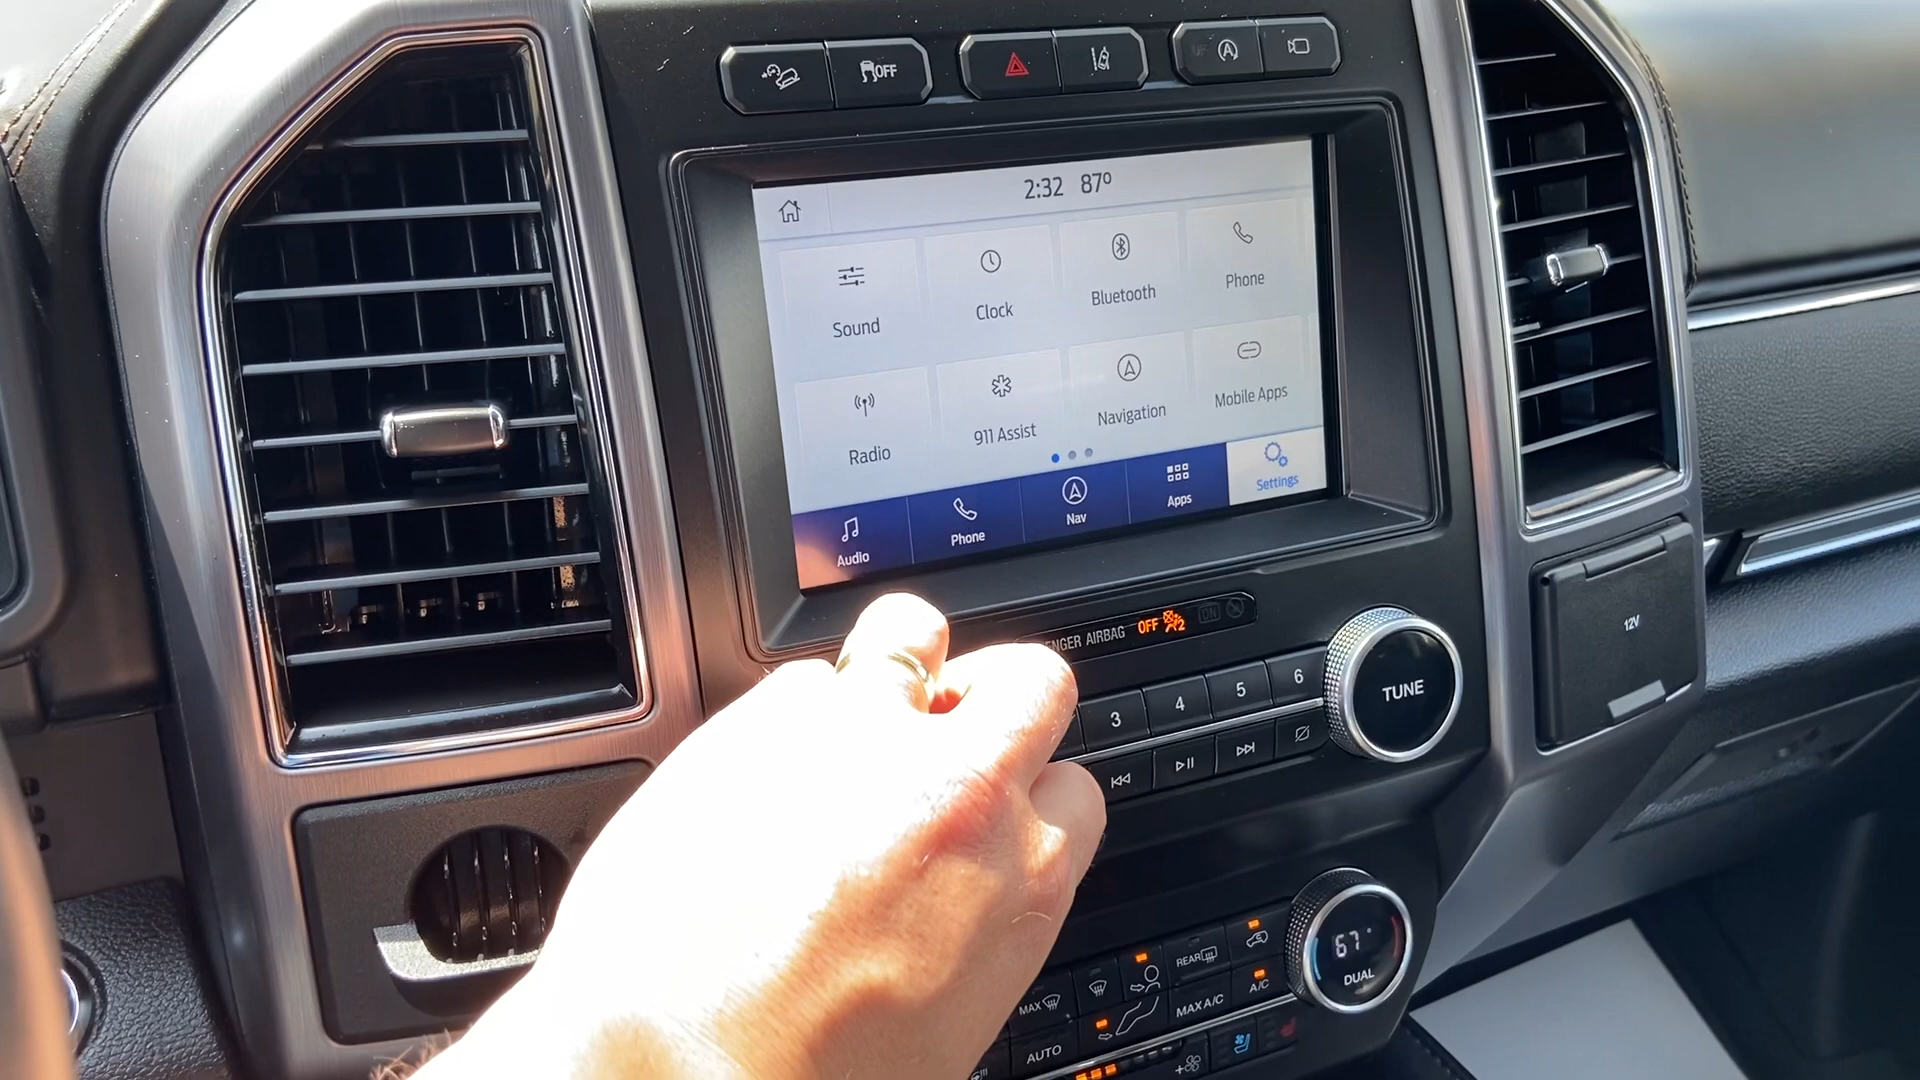 OFF
2:32 87°
Sound
Clock
Bluetooth
Phone
Radio
911 Assist
Navigation
Mobile Apps
Audio
Phone
Nav
Apps
Settings
AIRBAG OFF
ON
3 4 5 6
TUNE
12V
67°
DUAL
REAR
MAX
MAX A/C
A/C
AUTO